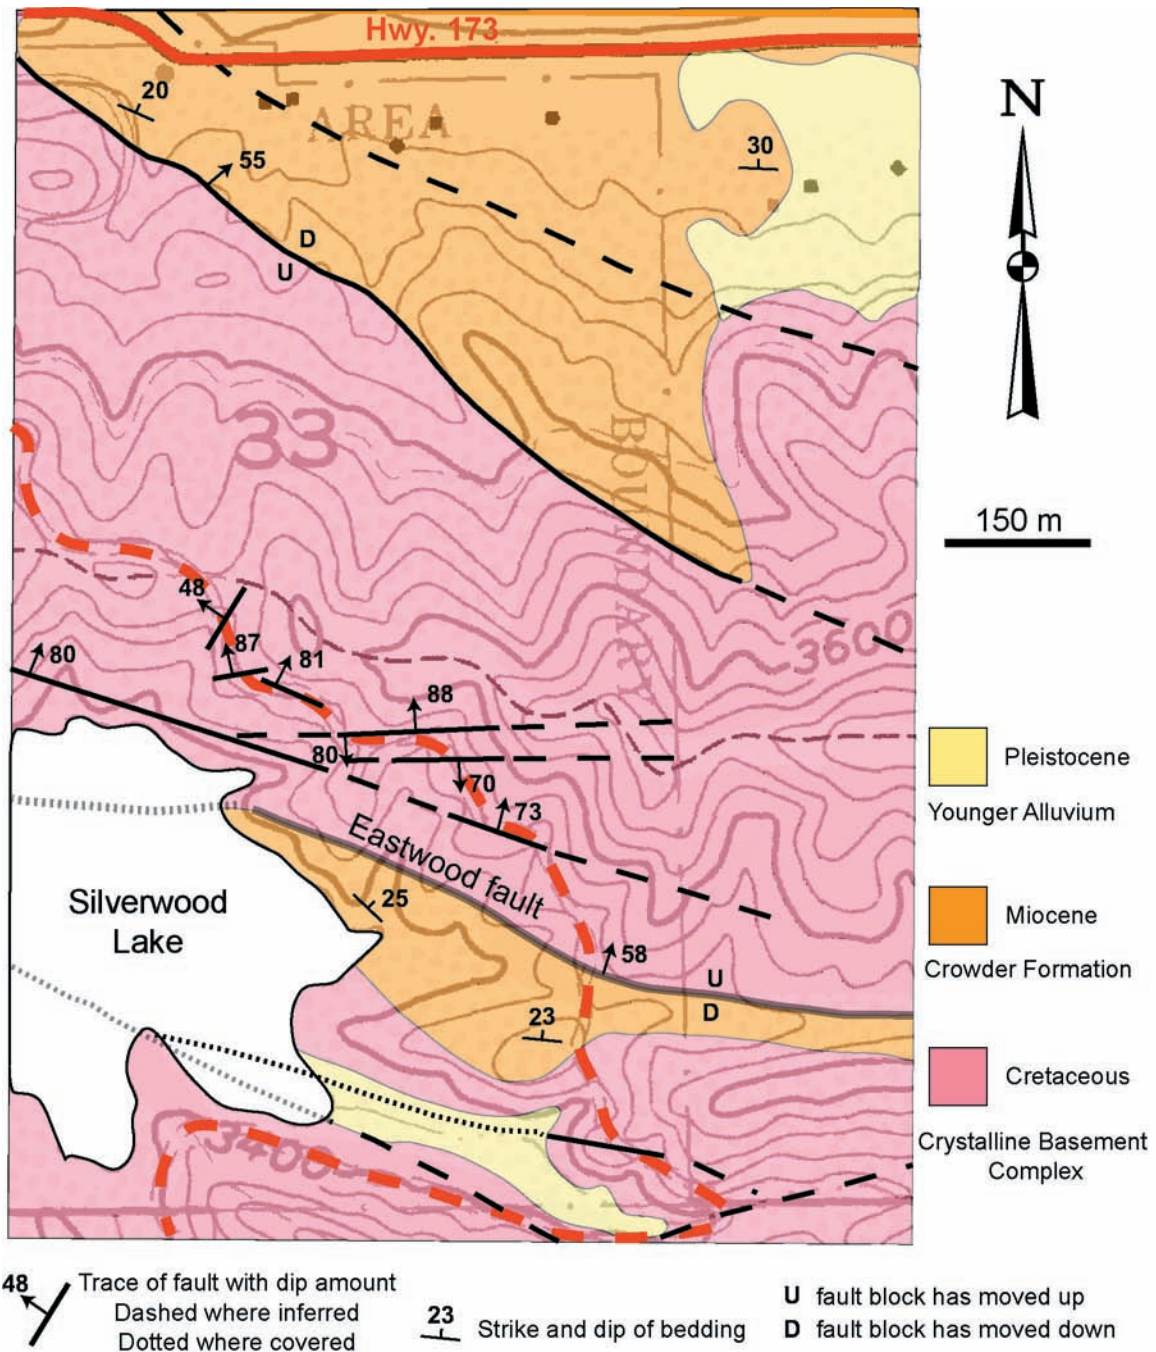 Hwy. 173
N
20
AREA
30
55
D
U
33
BOUNDARY
150 m
3600
48
87
81
80
88
80
70
73
Eastwood fault
Silverwood
Lake
25
58
U
D
23
3400
Pleistocene
Younger Alluvium
Miocene
Crowder Formation
Cretaceous
Crystalline Basement
Complex
48
Trace of fault with dip amount
Dashed where inferred
Dotted where covered
23
Strike and dip of bedding
U fault block has moved up
D fault block has moved down